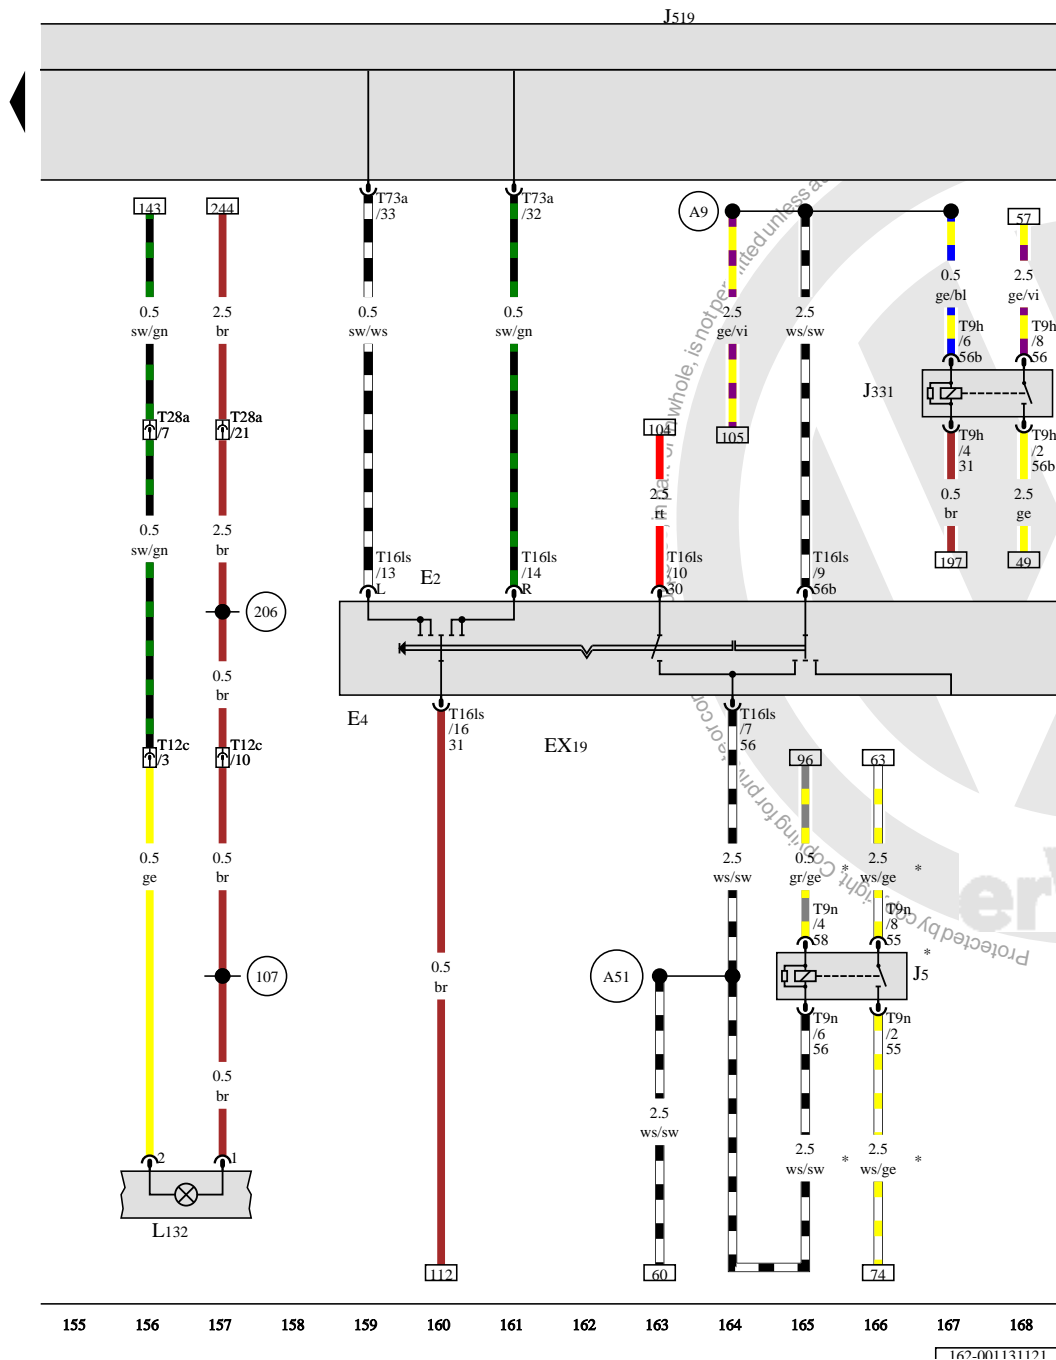 J519
T73a
/33
T73a
/32
143
244
A9
57
0.5
sw/gn
2.5
br
0.5
sw/ws
0.5
sw/gn
2.5
ge/vi
2.5
ws/sw
0.5
ge/bl
2.5
ge/vi
T9h
/6
56b
T9h
/8
56
J331
T28a
/7
T28a
/21
104
105
T9h
/4
31
T9h
/2
56b
0.5
sw/gn
2.5
br
2.5
rt
0.5
br
2.5
ge
T16ls
/13
L
E2
T16ls
/14
R
T16ls
/10
30
T16ls
/9
56b
197
49
206
0.5
br
E4
T16ls
/16
31
EX19
T16ls
/7
56
T12c
/3
T12c
/10
96
63
0.5
ge
0.5
br
2.5
ws/sw
0.5
gr/ge
*
2.5
ws/ge
*
T9n
/4
58
T9n
/8
55
*
J5
107
0.5
br
A51
T9n
/6
56
T9n
/2
55
0.5
br
2.5
ws/sw
2.5
ws/sw
*
2.5
ws/ge
*
2
1
L132
112
60
74
155 156 157 158 159 160 161 162 163 164 165 166 167 168
162-001131121
Protected by copyright. Copying for private or
in part or in whole, is not permitted unless
er